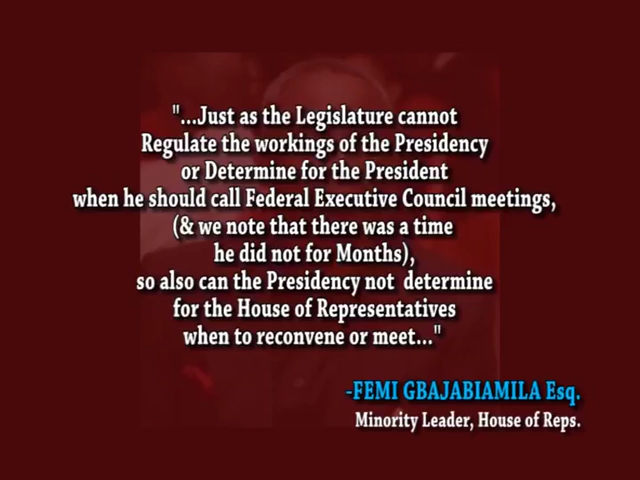 "...Just as the Legislature cannot
Regulate the workings of the Presidency
or Determine for the President
when he should call Federal Executive Council meetings,
(& we note that there was a time
he did not for Months),
so also can the Presidency not determine
for the House of Representatives
when to reconvene or meet..."
-FEMI GBAJABIAMILA Esq.
Minority Leader, House of Reps.